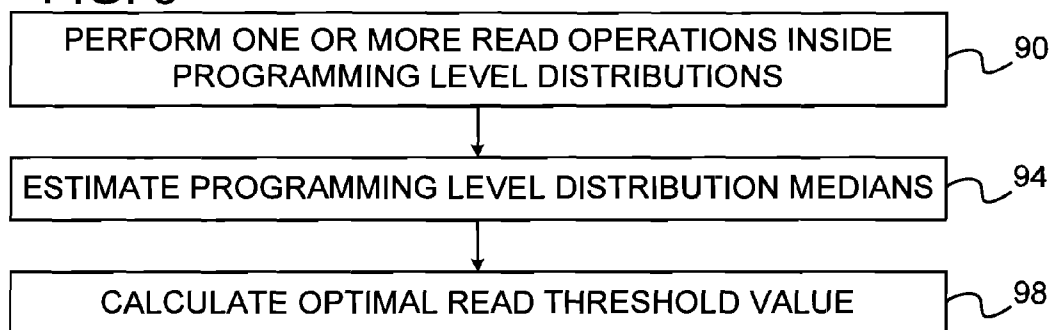 PERFORM ONE OR MORE READ OPERATIONS INSIDE
PROGRAMMING LEVEL DISTRIBUTIONS
90
ESTIMATE PROGRAMMING LEVEL DISTRIBUTION MEDIANS
94
CALCULATE OPTIMAL READ THRESHOLD VALUE
98